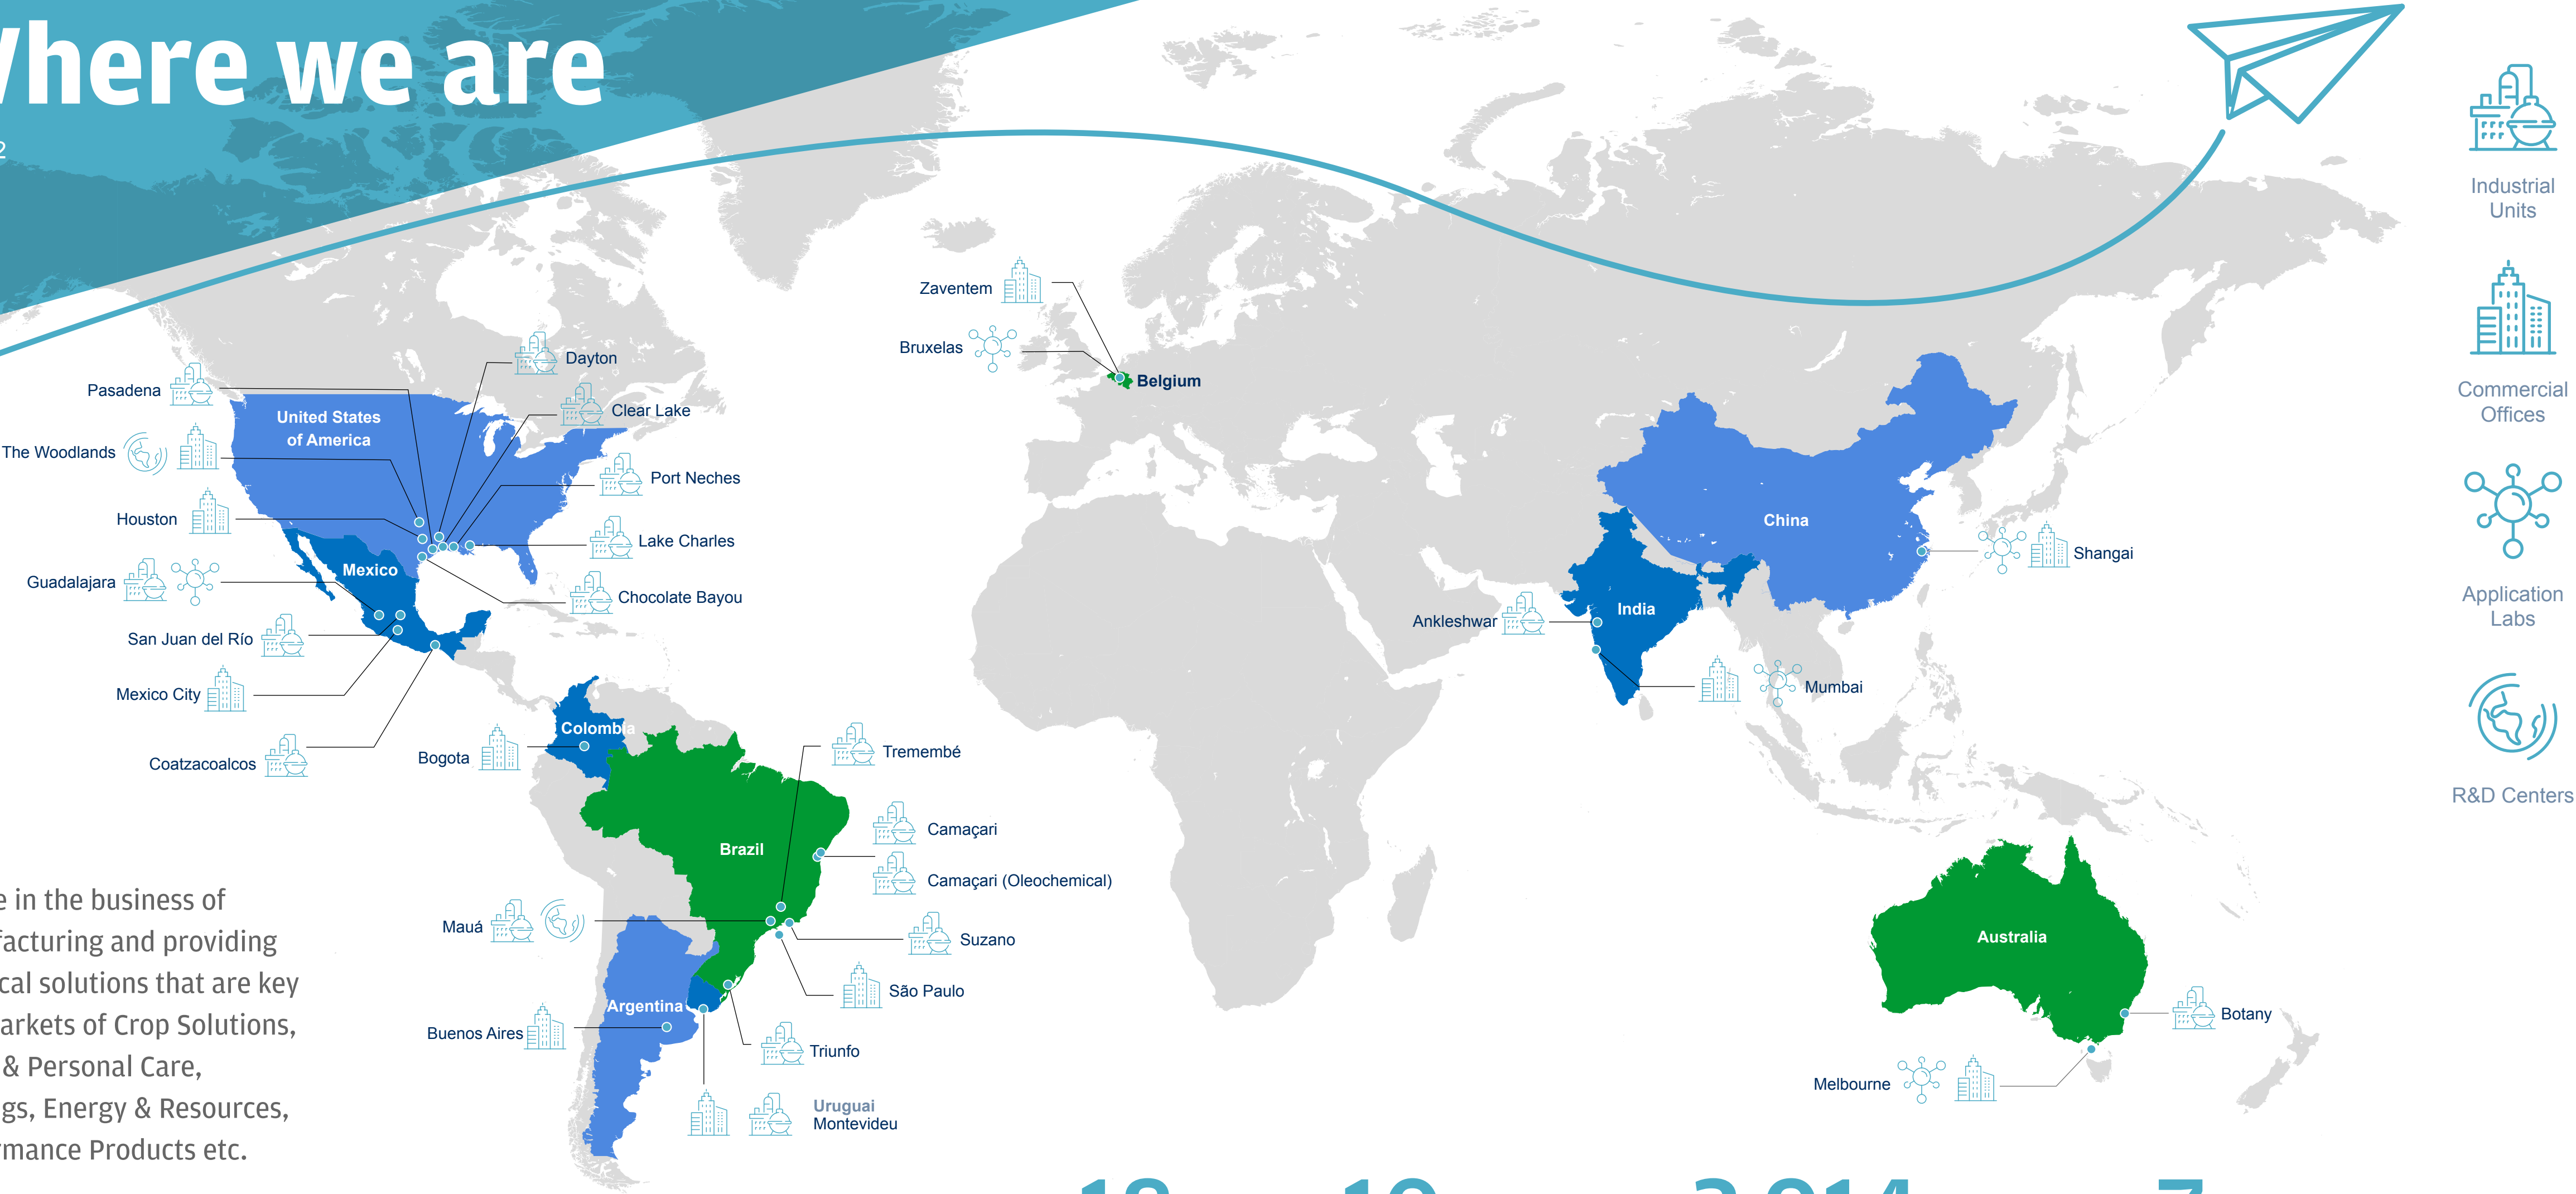 here we are
2
Industrial
Units
Commercial
Offices
Application
Labs
R&D Centers
Zaventem
Bruxelas
Belgium
Dayton
Pasadena
Clear Lake
United States
of America
The Woodlands
Port Neches
Houston
Lake Charles
Mexico
Guadalajara
Chocolate Bayou
San Juan del Río
Mexico City
Coatzacoalcos
China
Shangai
India
Ankleshwar
Mumbai
Colombia
Bogota
Tremembé
Camaçari
Brazil
Camaçari (Oleochemical)
Mauá
Suzano
São Paulo
Argentina
Buenos Aires
Triunfo
Uruguai
Montevideu
Australia
Botany
Melbourne
e in the business of
facturing and providing
cal solutions that are key
arkets of Crop Solutions,
& Personal Care,
gs, Energy & Resources,
rmance Products etc.